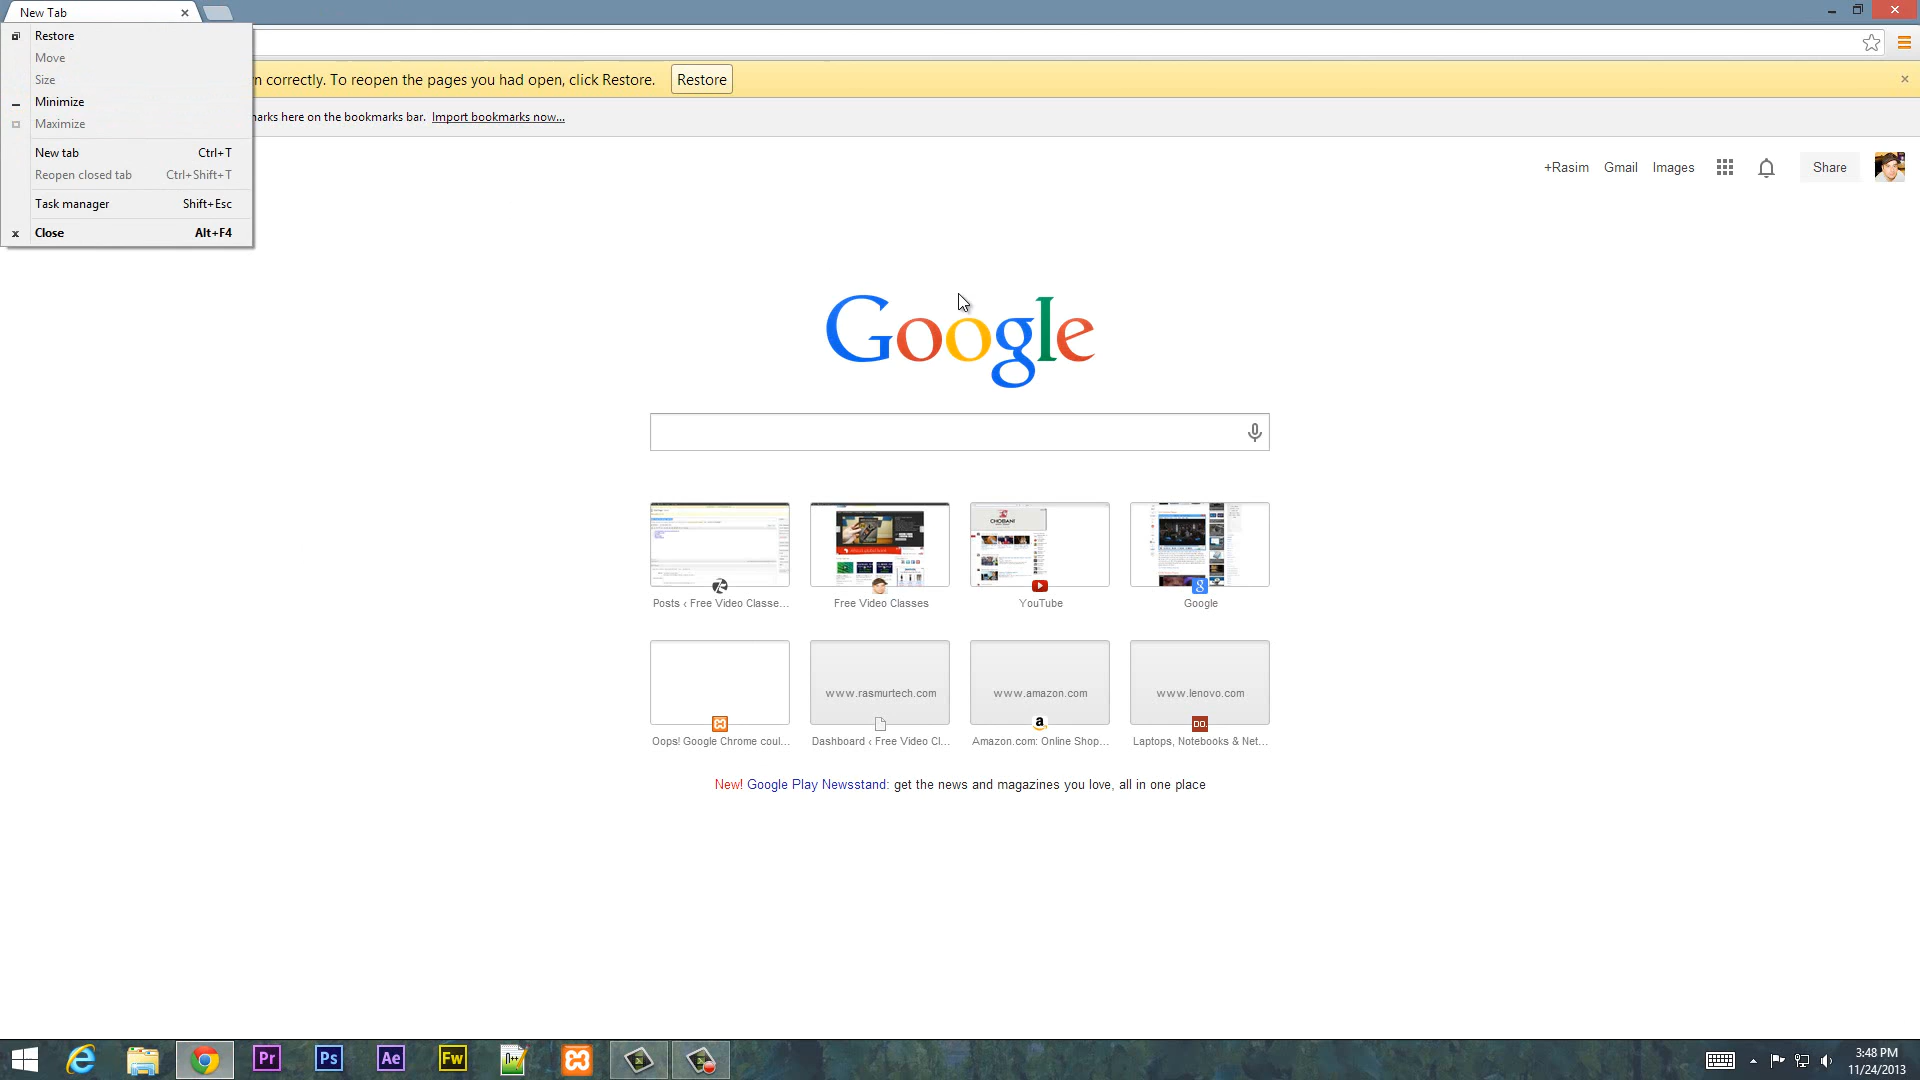 New Tab
Restore
Move
Size
Minimize
Maximize
New tab Ctrl+T
Reopen closed tab Ctrl+Shift+T
Task manager Shift+Esc
Close Alt+F4
n correctly. To reopen the pages you had open, click Restore. Restore
arks here on the bookmarks bar. Import bookmarks now...
+Rasim Gmail Images Share
Google
CHOBANI
Posts ‹ Free Video Classe... Free Video Classes YouTube Google
www.rasmurtech.com www.amazon.com www.lenovo.com
Oops! Google Chrome coul... Dashboard ‹ Free Video Cl... Amazon.com: Online Shop... Laptops, Notebooks & Net...
New! Google Play Newsstand: get the news and magazines you love, all in one place
Pr Ps Ae Fw
3:48 PM
11/24/2013